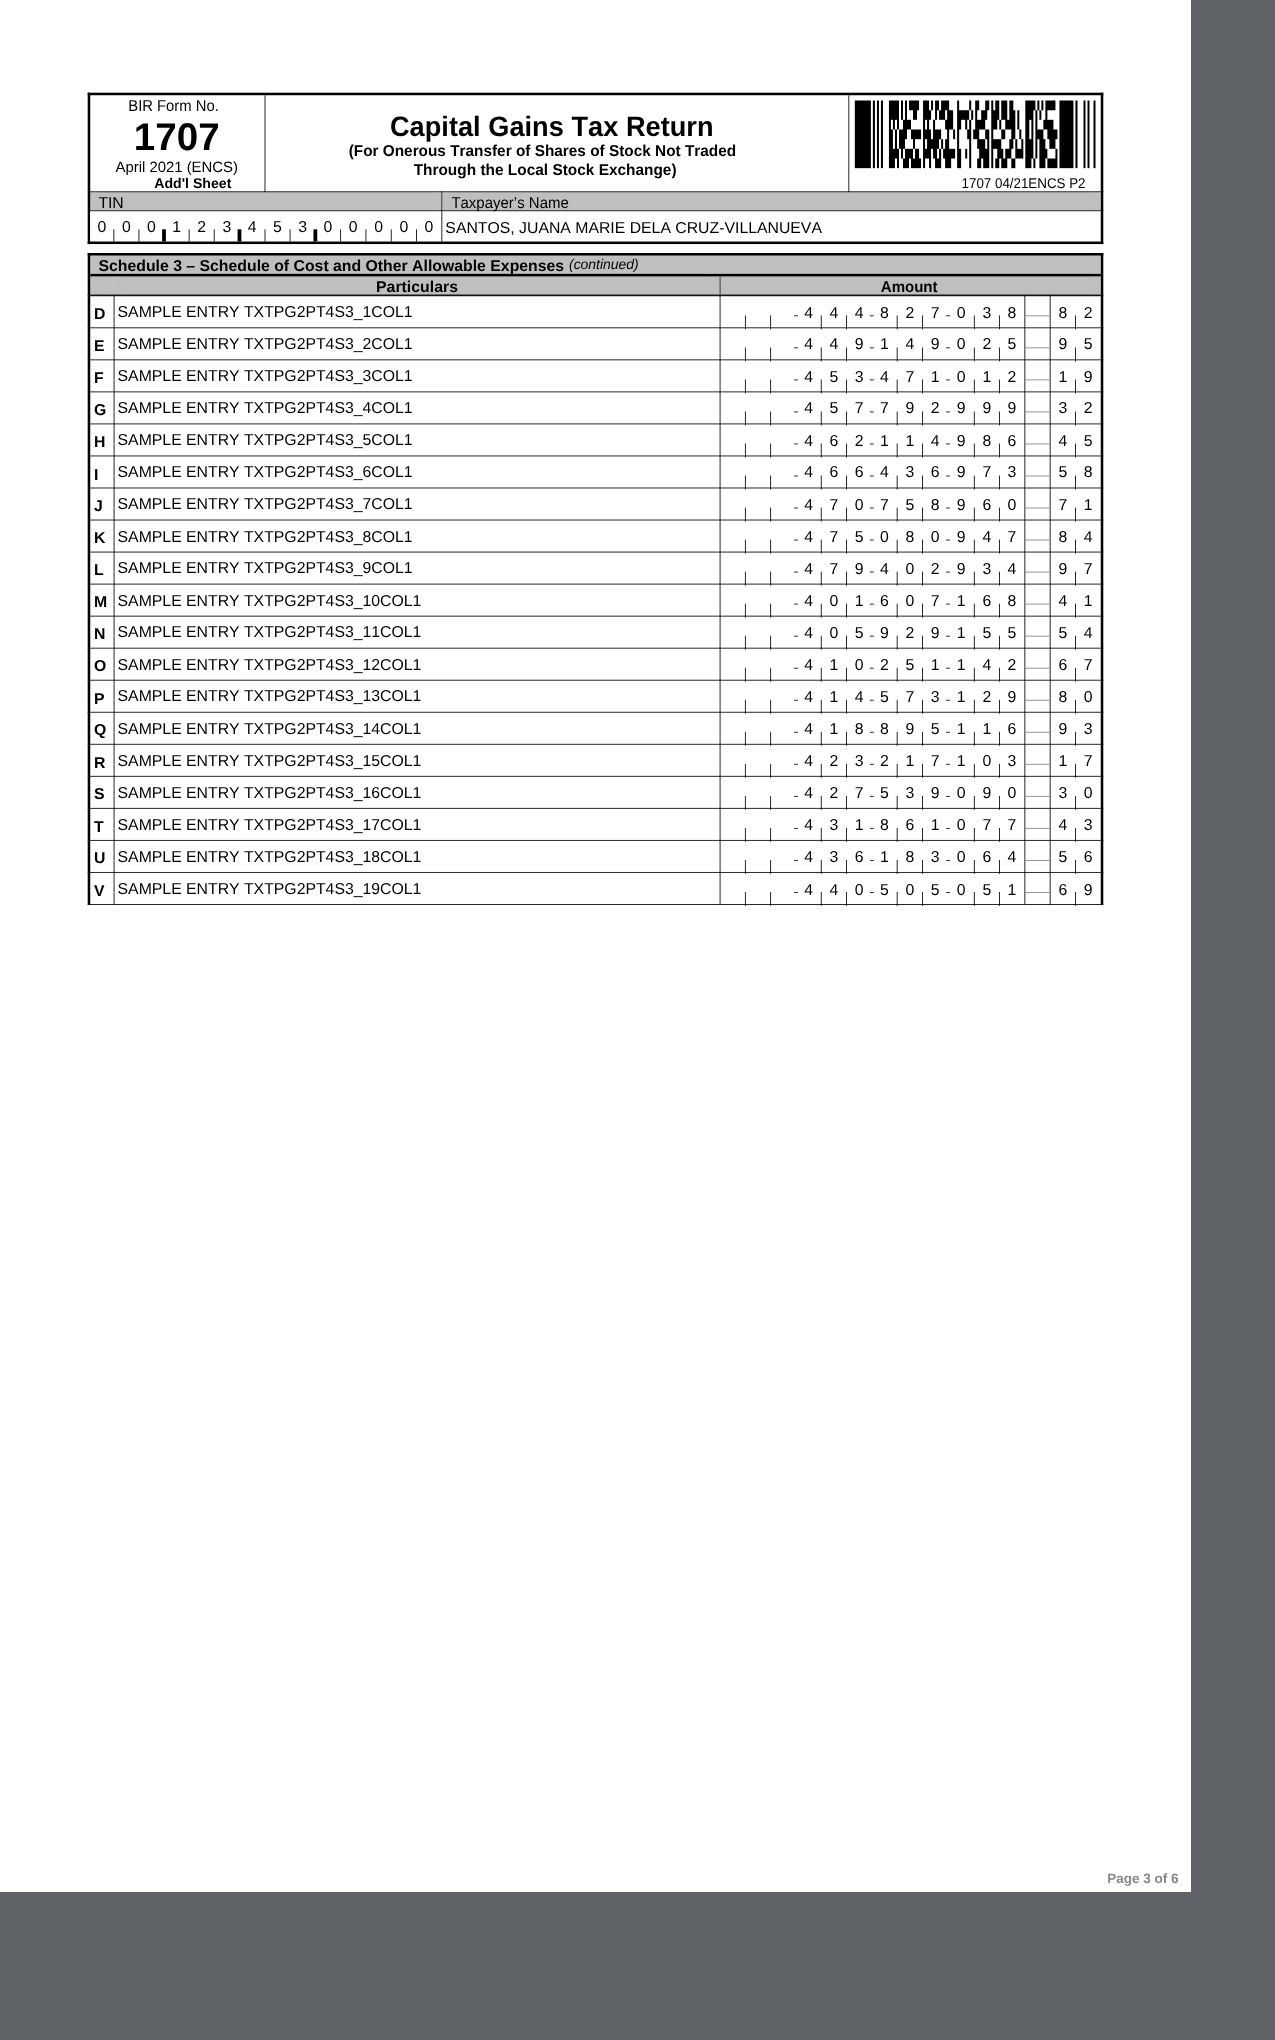 BIR Form No.
1707
April 2021 (ENCS)
Add'l Sheet
Capital Gains Tax Return
(For Onerous Transfer of Shares of Stock Not Traded
Through the Local Stock Exchange)
1707 04/21ENCS P2
TIN Taxpayer's Name
0 0 0 1 2 3 4 5 3 0 0 0 0 0 SANTOS, JUANA MARIE DELA CRUZ-VILLANUEVA
Schedule 3 – Schedule of Cost and Other Allowable Expenses (continued)
Particulars Amount
D SAMPLE ENTRY TXTPG2PT4S3_1COL1 - 4 4 4 - 8 2 7 - 0 3 8 8 2
E SAMPLE ENTRY TXTPG2PT4S3_2COL1 - 4 4 9 - 1 4 9 - 0 2 5 9 5
F SAMPLE ENTRY TXTPG2PT4S3_3COL1 - 4 5 3 - 4 7 1 - 0 1 2 1 9
G SAMPLE ENTRY TXTPG2PT4S3_4COL1 - 4 5 7 - 7 9 2 - 9 9 9 3 2
H SAMPLE ENTRY TXTPG2PT4S3_5COL1 - 4 6 2 - 1 1 4 - 9 8 6 4 5
I SAMPLE ENTRY TXTPG2PT4S3_6COL1 - 4 6 6 - 4 3 6 - 9 7 3 5 8
J SAMPLE ENTRY TXTPG2PT4S3_7COL1 - 4 7 0 - 7 5 8 - 9 6 0 7 1
K SAMPLE ENTRY TXTPG2PT4S3_8COL1 - 4 7 5 - 0 8 0 - 9 4 7 8 4
L SAMPLE ENTRY TXTPG2PT4S3_9COL1 - 4 7 9 - 4 0 2 - 9 3 4 9 7
M SAMPLE ENTRY TXTPG2PT4S3_10COL1 - 4 0 1 - 6 0 7 - 1 6 8 4 1
N SAMPLE ENTRY TXTPG2PT4S3_11COL1 - 4 0 5 - 9 2 9 - 1 5 5 5 4
O SAMPLE ENTRY TXTPG2PT4S3_12COL1 - 4 1 0 - 2 5 1 - 1 4 2 6 7
P SAMPLE ENTRY TXTPG2PT4S3_13COL1 - 4 1 4 - 5 7 3 - 1 2 9 8 0
Q SAMPLE ENTRY TXTPG2PT4S3_14COL1 - 4 1 8 - 8 9 5 - 1 1 6 9 3
R SAMPLE ENTRY TXTPG2PT4S3_15COL1 - 4 2 3 - 2 1 7 - 1 0 3 1 7
S SAMPLE ENTRY TXTPG2PT4S3_16COL1 - 4 2 7 - 5 3 9 - 0 9 0 3 0
T SAMPLE ENTRY TXTPG2PT4S3_17COL1 - 4 3 1 - 8 6 1 - 0 7 7 4 3
U SAMPLE ENTRY TXTPG2PT4S3_18COL1 - 4 3 6 - 1 8 3 - 0 6 4 5 6
V SAMPLE ENTRY TXTPG2PT4S3_19COL1 - 4 4 0 - 5 0 5 - 0 5 1 6 9
Page 3 of 6